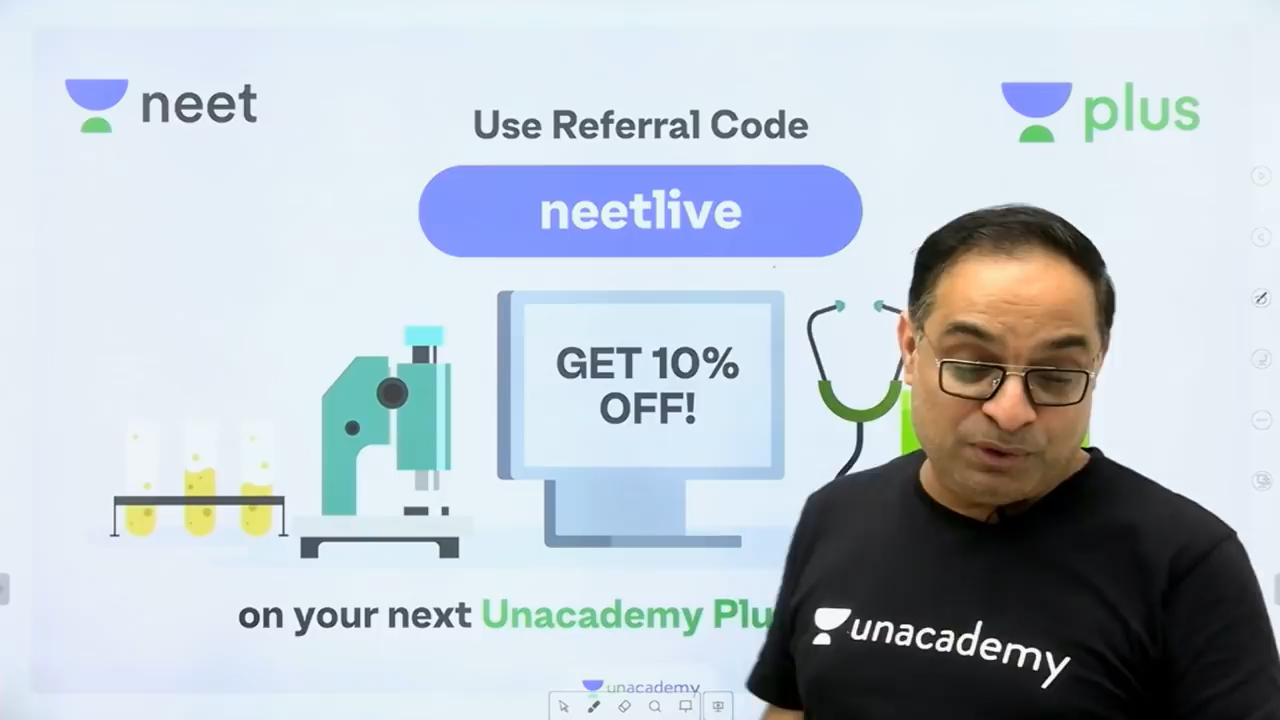 neet
Use Referral Code
plus
neetlive
GET 10%
OFF!
on your next Unacademy Plu
unacademy
unacademy